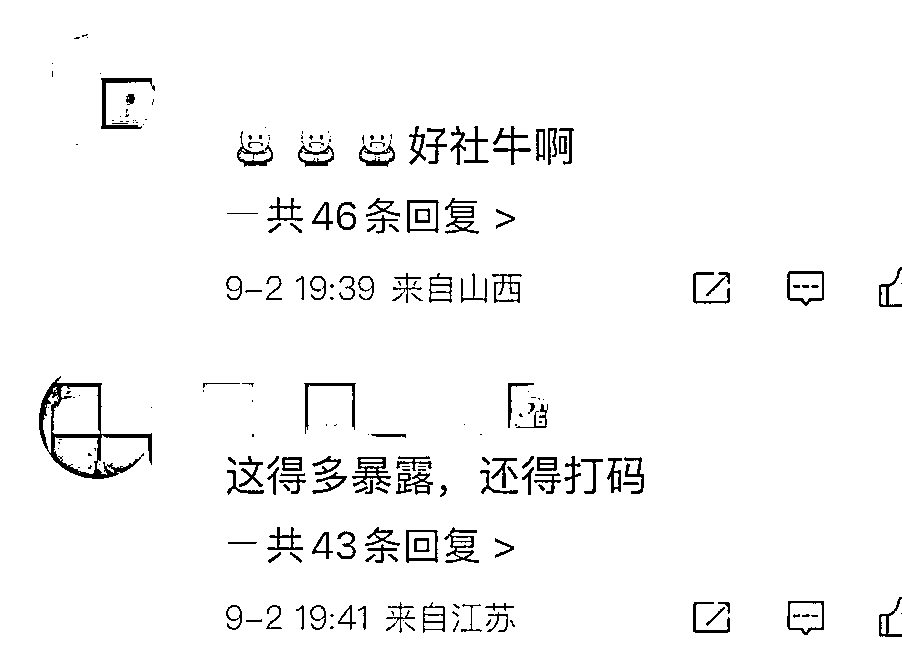 好社牛啊
一共46条回复 >
9-2 19:39 来自山西
这得多暴露，还得打码
一共43条回复 >
9-2 19:41 来自江苏